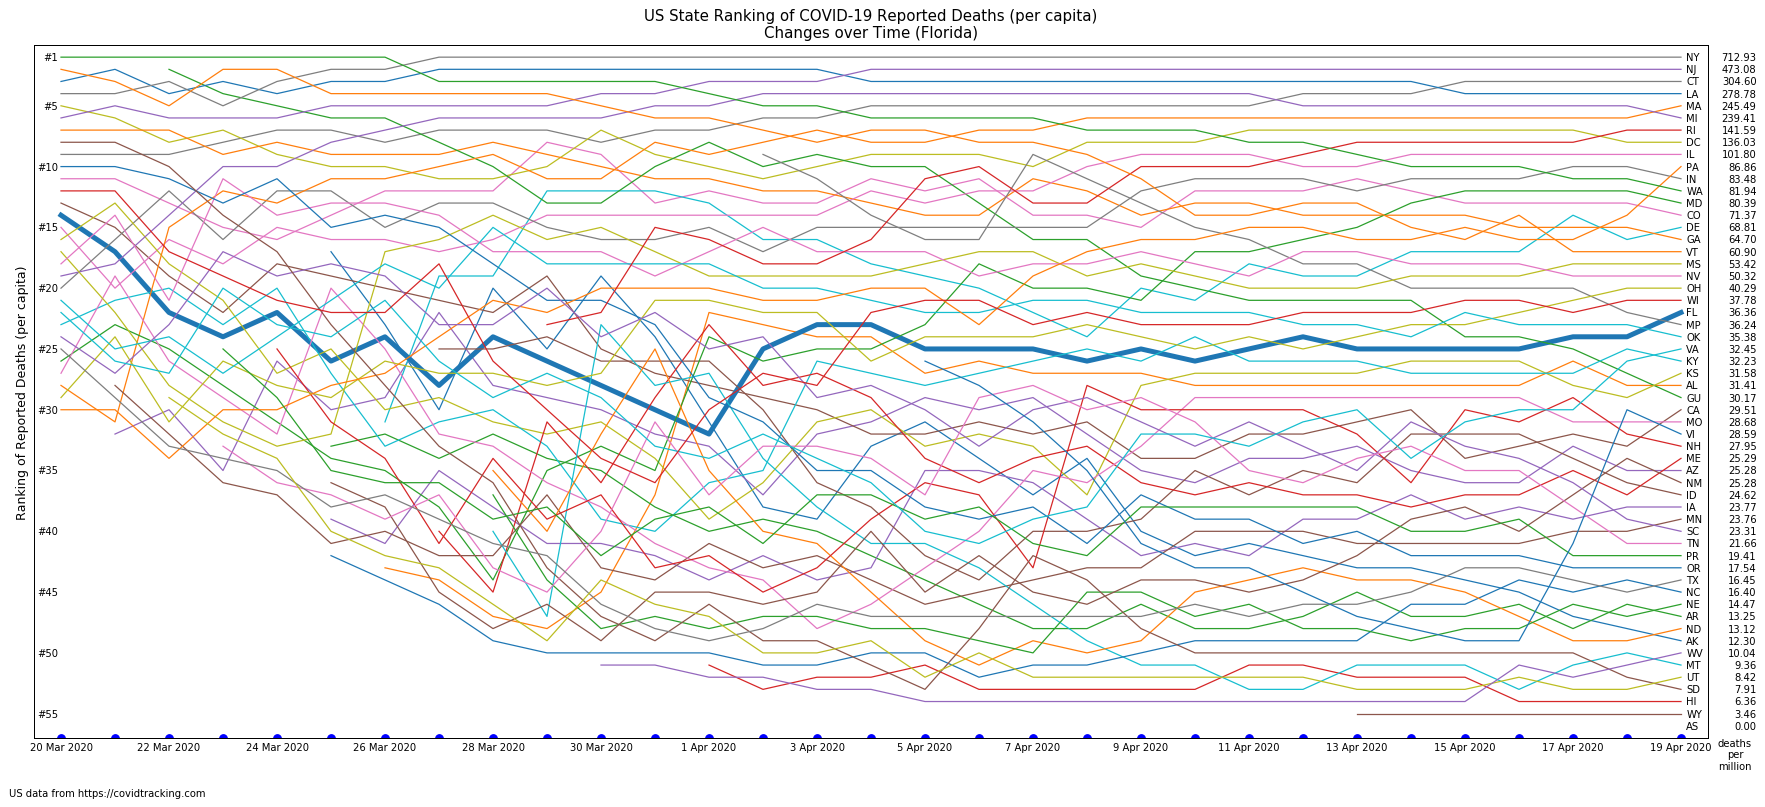 US State Ranking of COVID-19 Reported Deaths (per capita)
Changes over Time (Florida)
Ranking of Reported Deaths (per capita)
#1
#5
#10
#15
#20
#25
#30
#35
#40
#45
#50
#55
NY 712.93
NJ 473.08
CT 304.60
LA 278.78
MA 245.49
MI 239.41
RI 141.59
DC 136.03
IL 101.80
PA 86.86
IN 83.48
WA 81.94
MD 80.39
CO 71.37
DE 68.81
GA 64.70
VT 60.90
MS 53.42
NV 50.32
OH 40.29
WI 37.78
FL 36.36
MP 36.24
OK 35.38
VA 32.45
KY 32.23
KS 31.58
AL 31.41
GU 30.17
CA 29.51
MO 28.68
VI 28.59
NH 27.95
ME 25.29
AZ 25.28
NM 25.28
ID 24.62
IA 23.77
MN 23.76
SC 23.31
TN 21.66
PR 19.41
OR 17.54
TX 16.45
NC 16.40
NE 14.47
AR 13.25
ND 13.12
AK 12.30
WV 10.04
MT 9.36
UT 8.42
SD 7.91
HI 6.36
WY 3.46
AS 0.00
20 Mar 2020 22 Mar 2020 24 Mar 2020 26 Mar 2020 28 Mar 2020 30 Mar 2020 1 Apr 2020 3 Apr 2020 5 Apr 2020 7 Apr 2020 9 Apr 2020 11 Apr 2020 13 Apr 2020 15 Apr 2020 17 Apr 2020 19 Apr 2020
deaths
per
million
US data from https://covidtracking.com